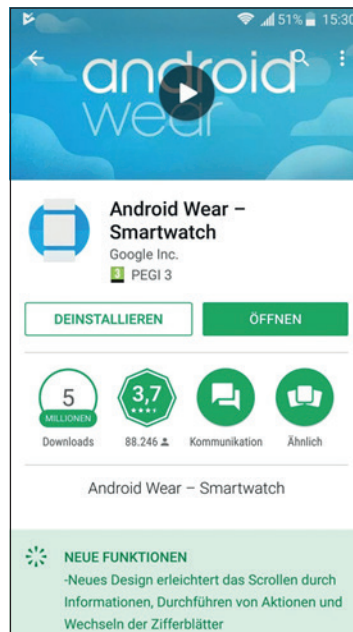 51% 15:30
android
wear
Android Wear –
Smartwatch
Google Inc.
3 PEGI 3
DEINSTALLIEREN
ÖFFNEN
5
MILLIONEN
Downloads
3,7
88.246
Kommunikation
Ähnlich
Android Wear – Smartwatch
NEUE FUNKTIONEN
-Neues Design erleichtert das Scrollen durch
Informationen, Durchführen von Aktionen und
Wechseln der Zifferblätter